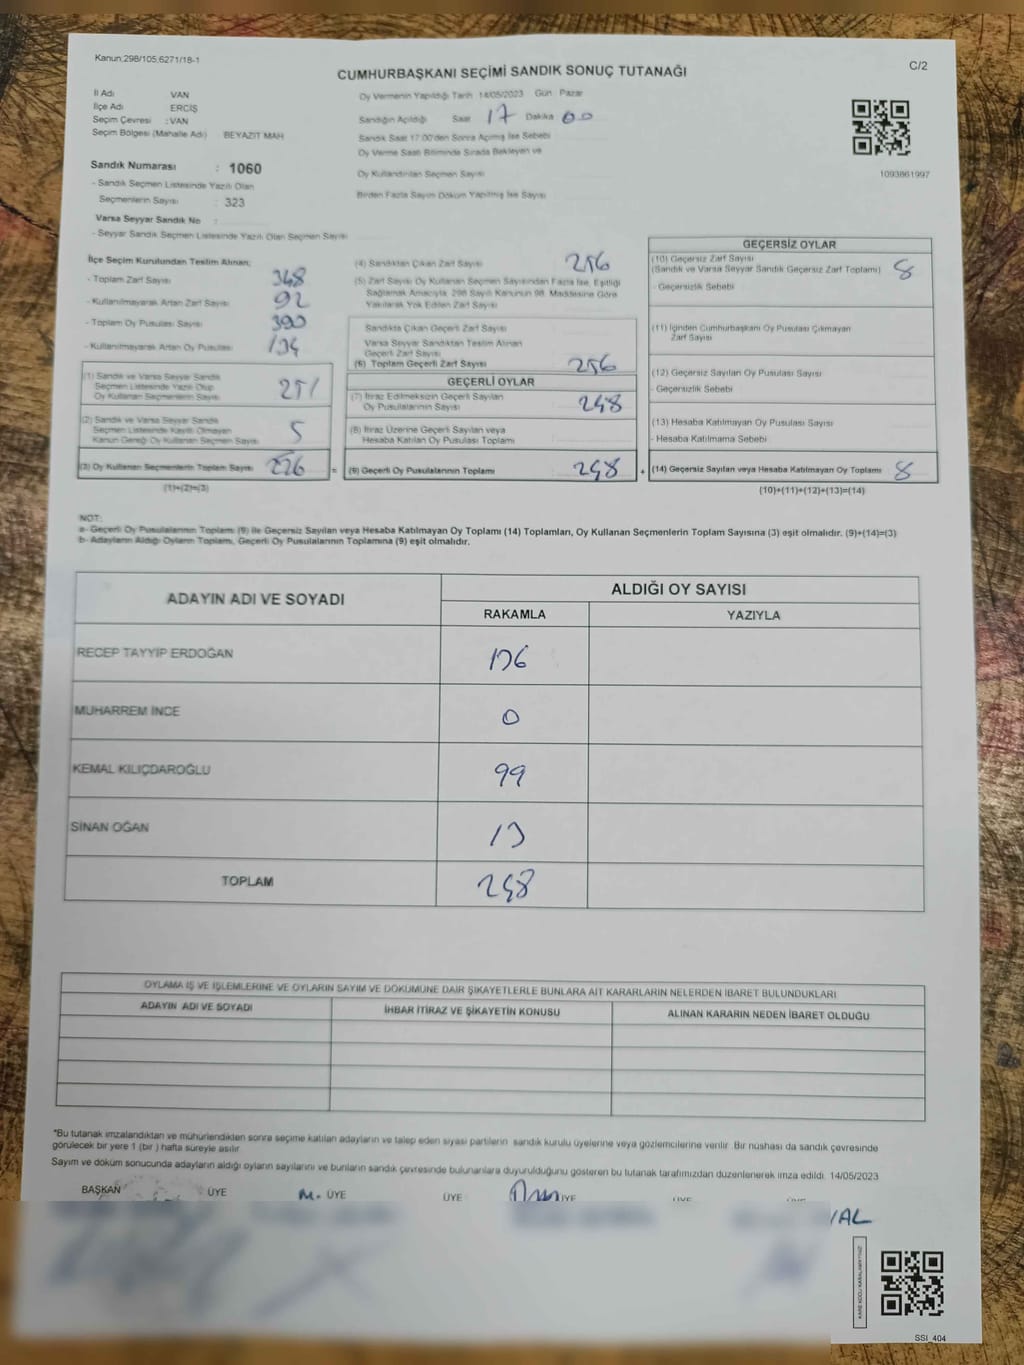 Kanun:298/105,6271/18-1
C/2
CUMHURBAŞKANI SEÇİMİ SANDIK SONUÇ TUTANAĞI
İl Adı VAN
İlçe Adı ERCİŞ
Seçim Çevresi : VAN
Seçim Bölgesi (Mahalle Adı) BEYAZIT MAH
Sandık Numarası : 1060
- Sandık Seçmen Listesinde Yazılı Olan
Seçmenlerin Sayısı : 323
Varsa Seyyar Sandık No :
- Seyyar Sandık Seçmen Listesinde Yazılı Olan Seçmen Sayısı
Oy Vermenin Yapıldığı Tarih 14/05/2023 Gün Pazar
Sandığın Açıldığı Saat 17 Dakika 00
Sandık Saat 17:00'den Sonra Açılmış İse Sebebi
Oy Verme Saati Bitiminde Sırada Bekleyen ve
Oy Kullandırılan Seçmen Sayısı
Birden Fazla Sayım Döküm Yapılmış İse Sayısı
1093861997
İlçe Seçim Kurulundan Teslim Alınan;
- Toplam Zarf Sayısı 348
- Kullanılmayarak Artan Zarf Sayısı 92
- Toplam Oy Pusulası Sayısı 390
- Kullanılmayarak Artan Oy Pusulası 134
(1) Sandık ve Varsa Seyyar Sandık
Seçmen Listesinde Yazılı Olup
Oy Kullanan Seçmenlerin Sayısı 251
(2) Sandık ve Varsa Seyyar Sandık
Seçmen Listesinde Kayıtlı Olmayan
Kanun Gereği Oy Kullanan Seçmen Sayısı 5
(3) Oy Kullanan Seçmenlerin Toplam Sayısı 256 =
(1)+(2)=(3)
(4) Sandıktan Çıkan Zarf Sayısı 256
(5) Zarf Sayısı Oy Kullanan Seçmen Sayısından Fazla İse, Eşitliği
Sağlamak Amacıyla 298 Sayılı Kanunun 98. Maddesine Göre
Yakılarak Yok Edilen Zarf Sayısı
Sandıkta Çıkan Geçerli Zarf Sayısı
Varsa Seyyar Sandıktan Teslim Alınan
Geçerli Zarf Sayısı
(6) Toplam Geçerli Zarf Sayısı 256
GEÇERLİ OYLAR
(7) İtiraz Edilmeksizin Geçerli Sayılan
Oy Pusulalarının Sayısı 248
(8) İtiraz Üzerine Geçerli Sayılan veya
Hesaba Katılan Oy Pusulası Toplamı
(9) Geçerli Oy Pusulalarının Toplamı 248 +
GEÇERSİZ OYLAR
(10) Geçersiz Zarf Sayısı
(Sandık ve Varsa Seyyar Sandık Geçersiz Zarf Toplamı) 8
- Geçersizlik Sebebi
(11) İçinden Cumhurbaşkanı Oy Pusulası Çıkmayan
Zarf Sayısı
(12) Geçersiz Sayılan Oy Pusulası Sayısı
- Geçersizlik Sebebi
(13) Hesaba Katılmayan Oy Pusulası Sayısı
- Hesaba Katılmama Sebebi
(14) Geçersiz Sayılan veya Hesaba Katılmayan Oy Toplamı 8
(10)+(11)+(12)+(13)=(14)
NOT:
a- Geçerli Oy Pusulalarının Toplamı (9) ile Geçersiz Sayılan veya Hesaba Katılmayan Oy Toplamı (14) Toplamları, Oy Kullanan Seçmenlerin Toplam Sayısına (3) eşit olmalıdır. (9)+(14)=(3)
b- Adayların Aldığı Oyların Toplamı, Geçerli Oy Pusulalarının Toplamına (9) eşit olmalıdır.
ADAYIN ADI VE SOYADI
ALDIĞI OY SAYISI
RAKAMLA YAZIYLA
RECEP TAYYİP ERDOĞAN 136
MUHARREM İNCE 0
KEMAL KILIÇDAROĞLU 99
SİNAN OĞAN 13
TOPLAM 248
OYLAMA İŞ VE İŞLEMLERİNE VE OYLARIN SAYIM VE DÖKÜMÜNE DAİR ŞİKAYETLERLE BUNLARA AİT KARARLARIN NELERDEN İBARET BULUNDUKLARI
ADAYIN ADI VE SOYADI İHBAR İTİRAZ VE ŞİKAYETİN KONUSU ALINAN KARARIN NEDEN İBARET OLDUĞU
*Bu tutanak imzalandıktan ve mühürlendikten sonra seçime katılan adayların ve talep eden siyasi partilerin sandık kurulu üyelerine veya gözlemcilerine verilir. Bir nüshası da sandık çevresinde
görülecek bir yere 1 (bir) hafta süreyle asılır.
Sayım ve döküm sonucunda adayların aldığı oyların sayılarını ve bunların sandık çevresinde bulunanlara duyurulduğunu gösteren bu tutanak tarafımızdan düzenlenerek imza edildi. 14/05/2023
BAŞKAN ÜYE ÜYE ÜYE ÜYE ÜYE
SSI_404